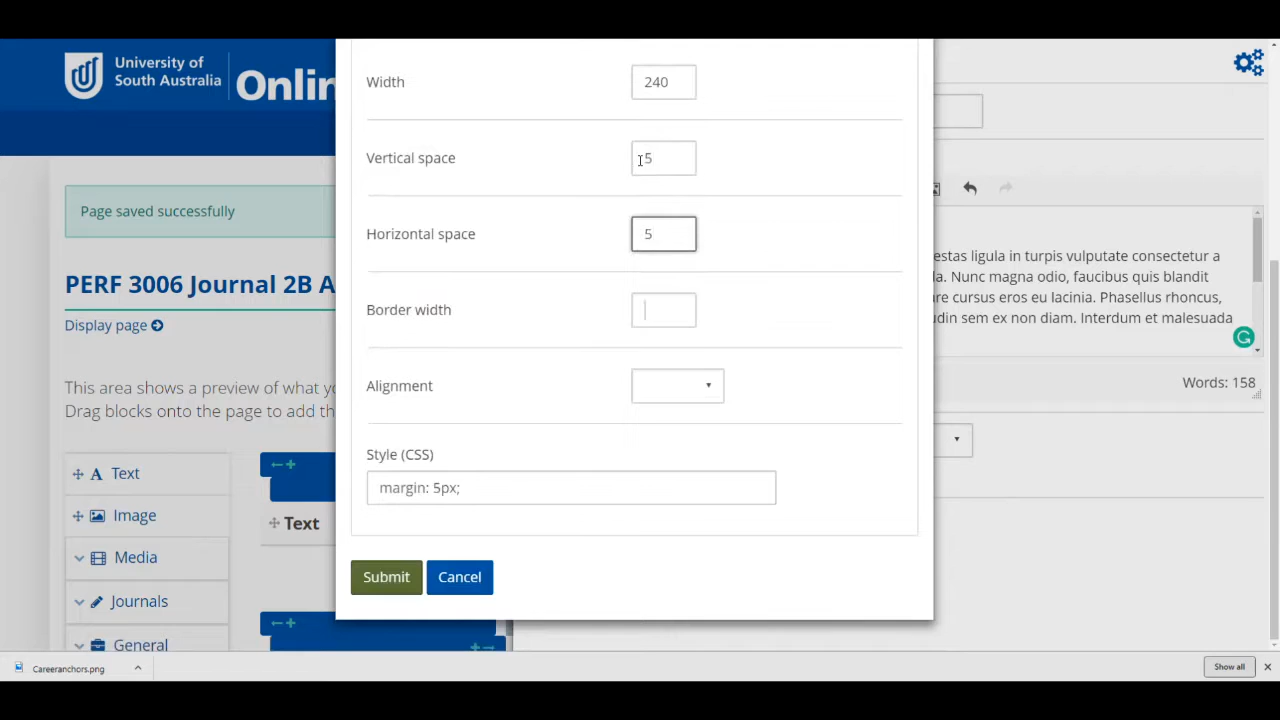 University of
South Australia
Onlin
Width
240
Vertical space
5
Horizontal space
5
Border width
Alignment
Style (CSS)
margin: 5px;
Submit
Cancel
Page saved successfully
PERF 3006 Journal 2B A
Display page
This area shows a preview of what yo
Drag blocks onto the page to add th
Text
Image
Media
Journals
General
Text
estas ligula in turpis vulputate consectetur a
la. Nunc magna odio, faucibus quis blandit
are cursus eros eu lacinia. Phasellus rhoncus,
udin sem ex non diam. Interdum et malesuada
Words: 158
Careeranchors.png
Show all